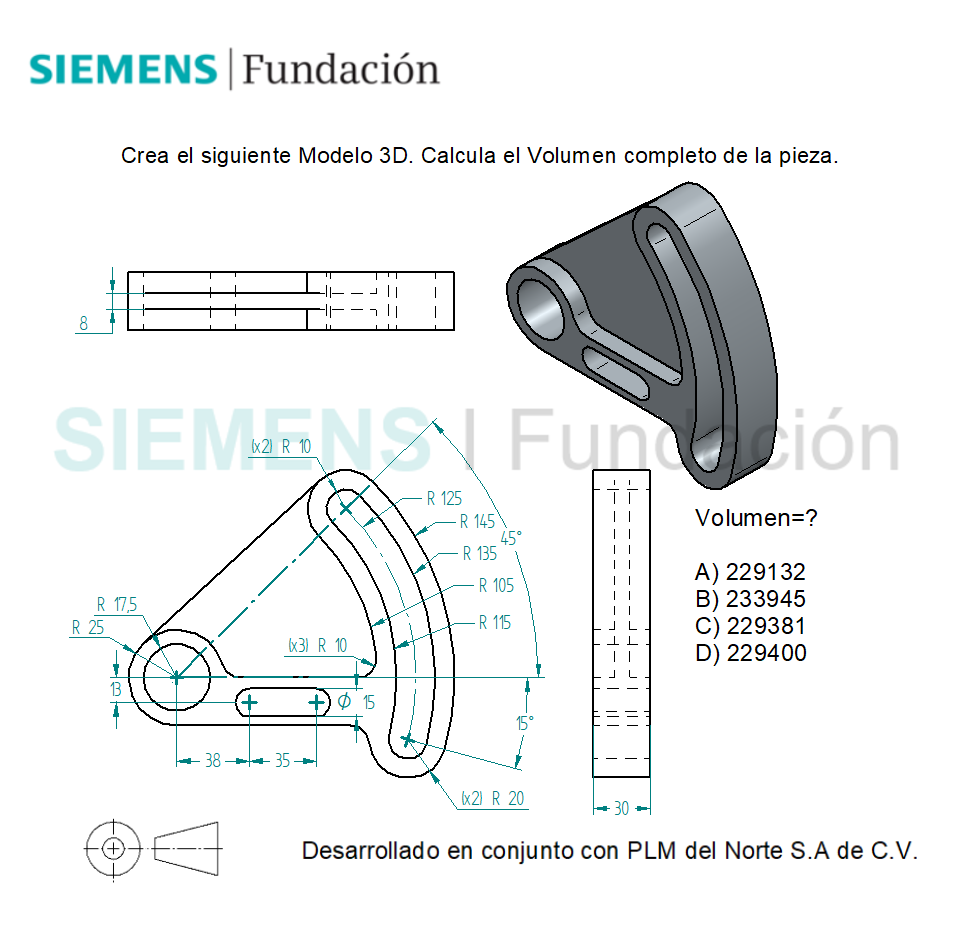 SIEMENS | Fundación
Crea el siguiente Modelo 3D. Calcula el Volumen completo de la pieza.
8
SIEMENS | Fundación
(x2) R 10
R 125
R 145
45°
R 135
R 105
R 17,5
R 25
R 115
(x3) R 10
13
Ø 15
15°
38
35
(x2) R 20
30
Volumen=?
A) 229132
B) 233945
C) 229381
D) 229400
Desarrollado en conjunto con PLM del Norte S.A de C.V.